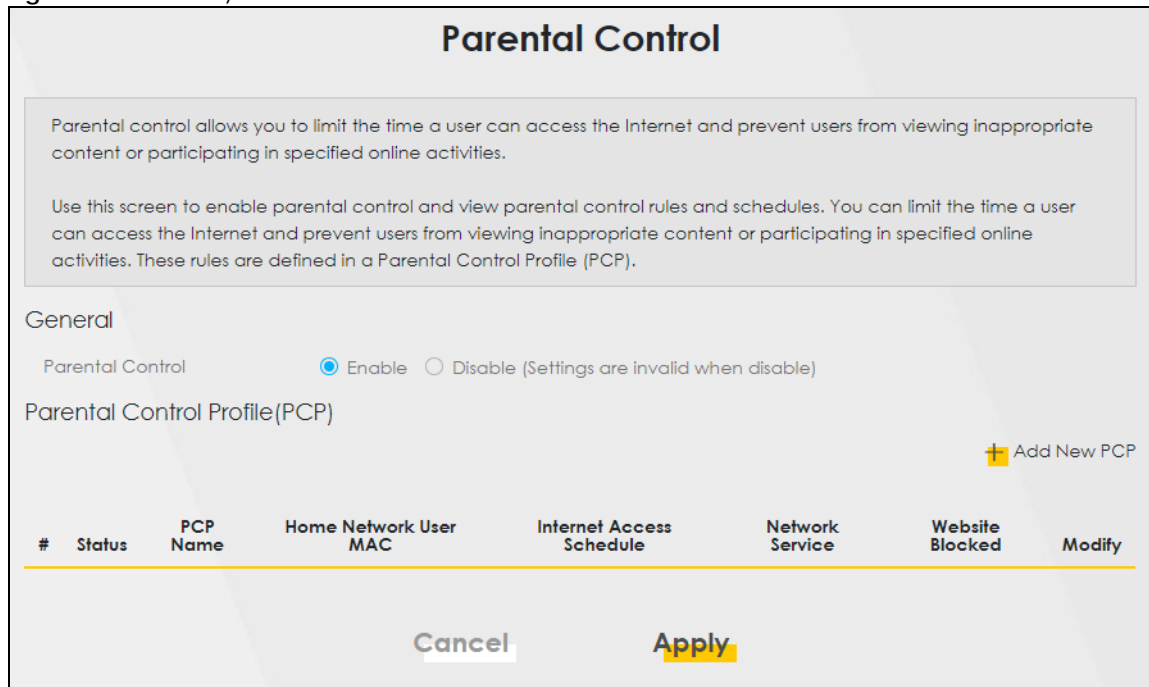 Parental Control
Parental control allows you to limit the time a user can access the Internet and prevent users from viewing inappropriate
content or participating in specified online activities.
Use this screen to enable parental control and view parental control rules and schedules. You can limit the time a user
can access the Internet and prevent users from viewing inappropriate content or participating in specified online
activities. These rules are defined in a Parental Control Profile (PCP).
General
Parental Control Enable Disable (Settings are invalid when disable)
Parental Control Profile(PCP)
+ Add New PCP
# Status PCP Name Home Network User MAC Internet Access Schedule Network Service Website Blocked Modify
Cancel Apply